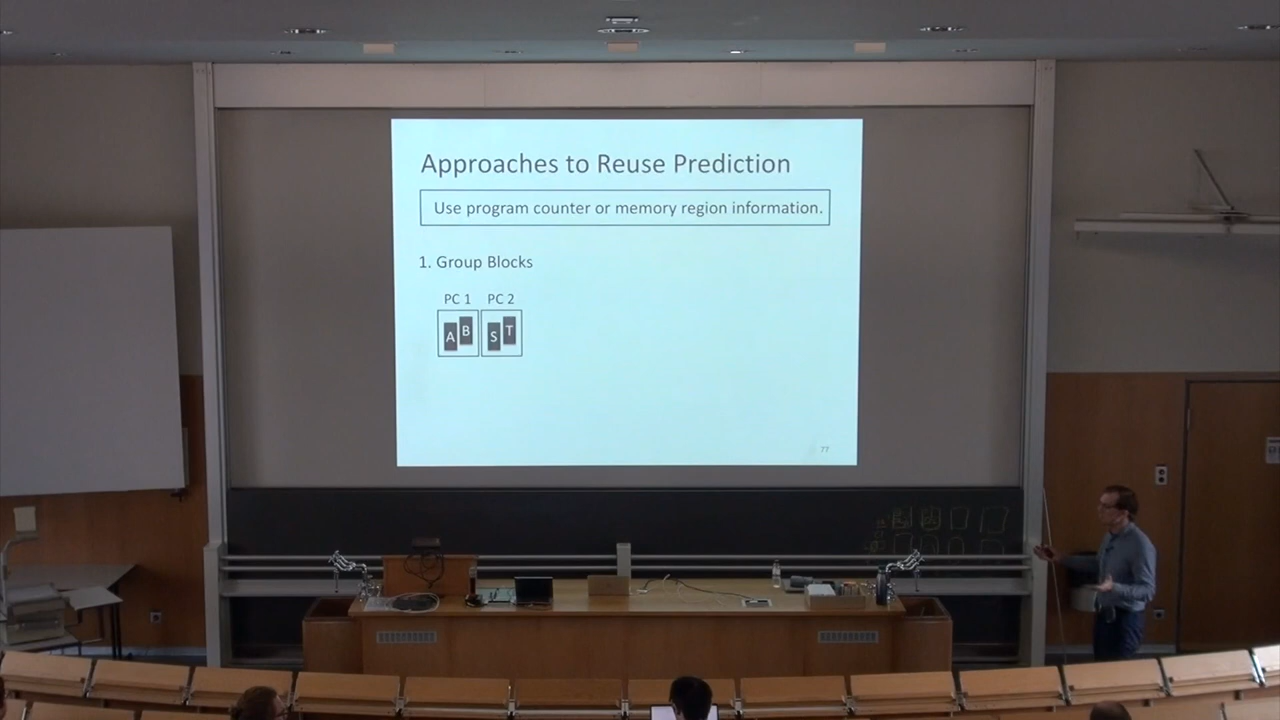 Approaches to Reuse Prediction
Use program counter or memory region information.
1. Group Blocks
PC 1 PC 2
A B S T
77